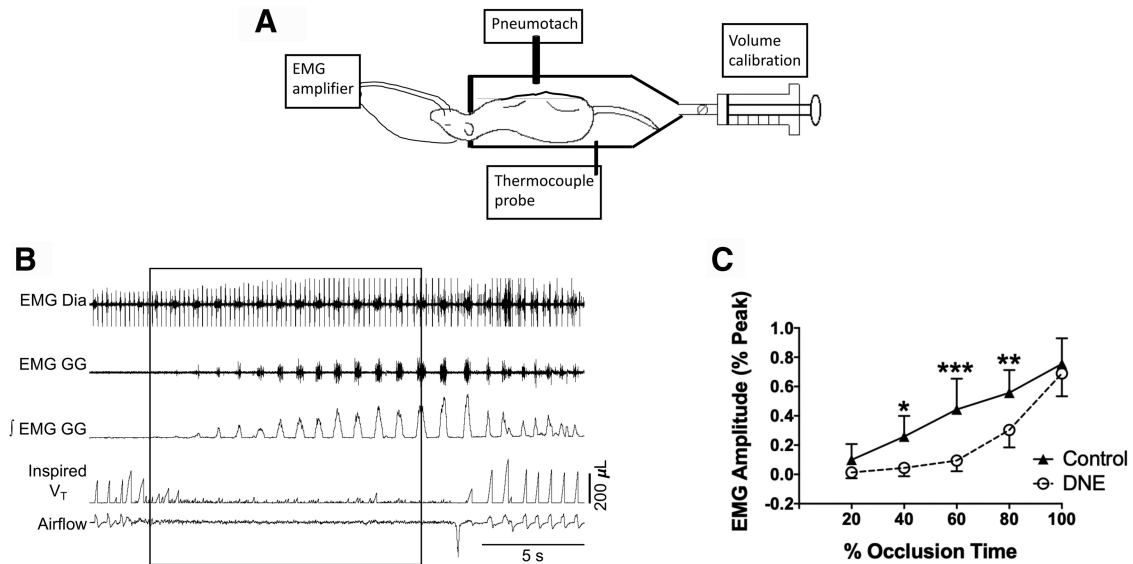 A
Pneumotach
EMG
amplifier
Volume
calibration
Thermocouple
probe
B
EMG Dia
EMG GG
∫ EMG GG
Inspired
VT
Airflow
200 µL
5 s
C
EMG Amplitude (% Peak)
1.0
0.8
0.6
0.4
0.2
0.0
-0.2
*
***
**
Control
DNE
20 40 60 80 100
% Occlusion Time